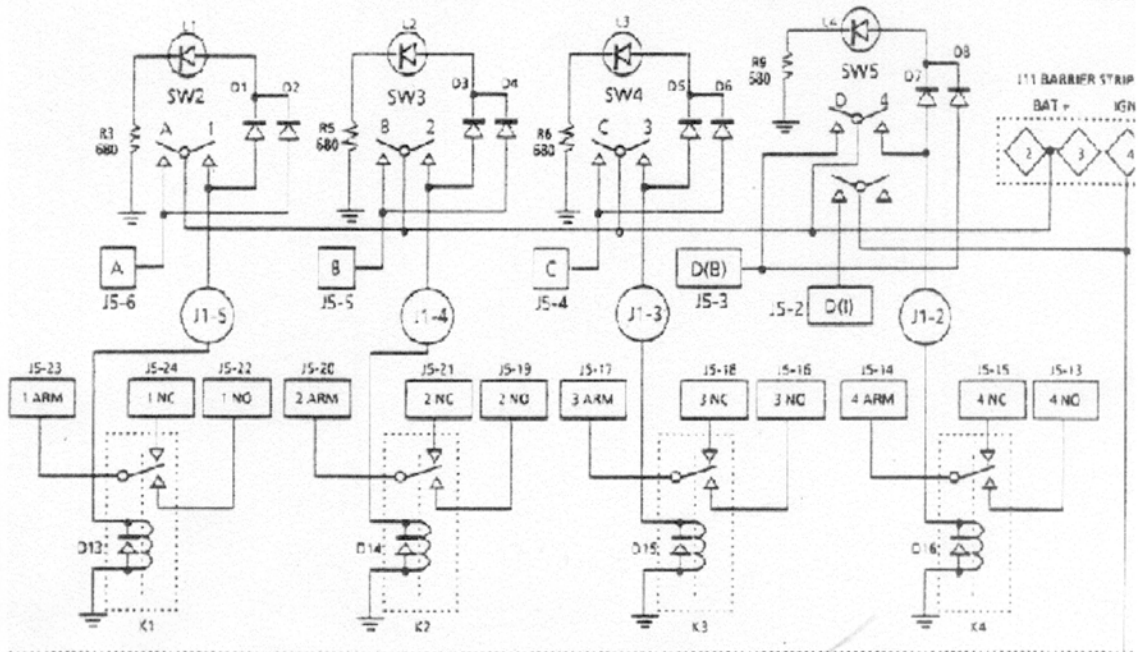 L1
L2
L3
L4
SW2
SW3
SW4
SW5
D1 D2
D3 D4
D5 D6
D7 D8
R3
680
R5
680
R6
680
R9
680
A 1
B 2
C 3
D 4
J11 BARRIER STRIP
BAT +
IGN
2
3
4
A
J5-6
B
J5-5
C
J5-4
D(B)
J5-3
D(I)
J5-2
J1-5
J1-4
J1-3
J1-2
J5-23
1 ARM
J5-24
1 NC
J5-22
1 NO
J5-20
2 ARM
J5-21
2 NC
J5-19
2 NO
J5-17
3 ARM
J5-18
3 NC
J5-16
3 NO
J5-14
4 ARM
J5-15
4 NC
J5-13
4 NO
D13
D14
D15
D16
K1
K2
K3
K4